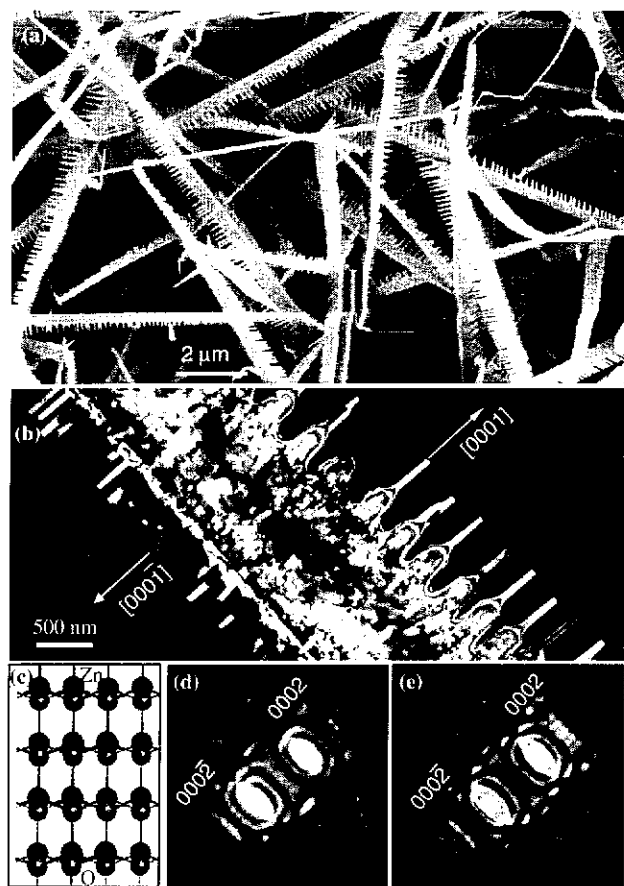 (a)
2 μm
(b)
[0001]
[0001̄]
500 nm
(c)
Zn
O
(d)
0002
0002̄
(e)
0002
0002̄